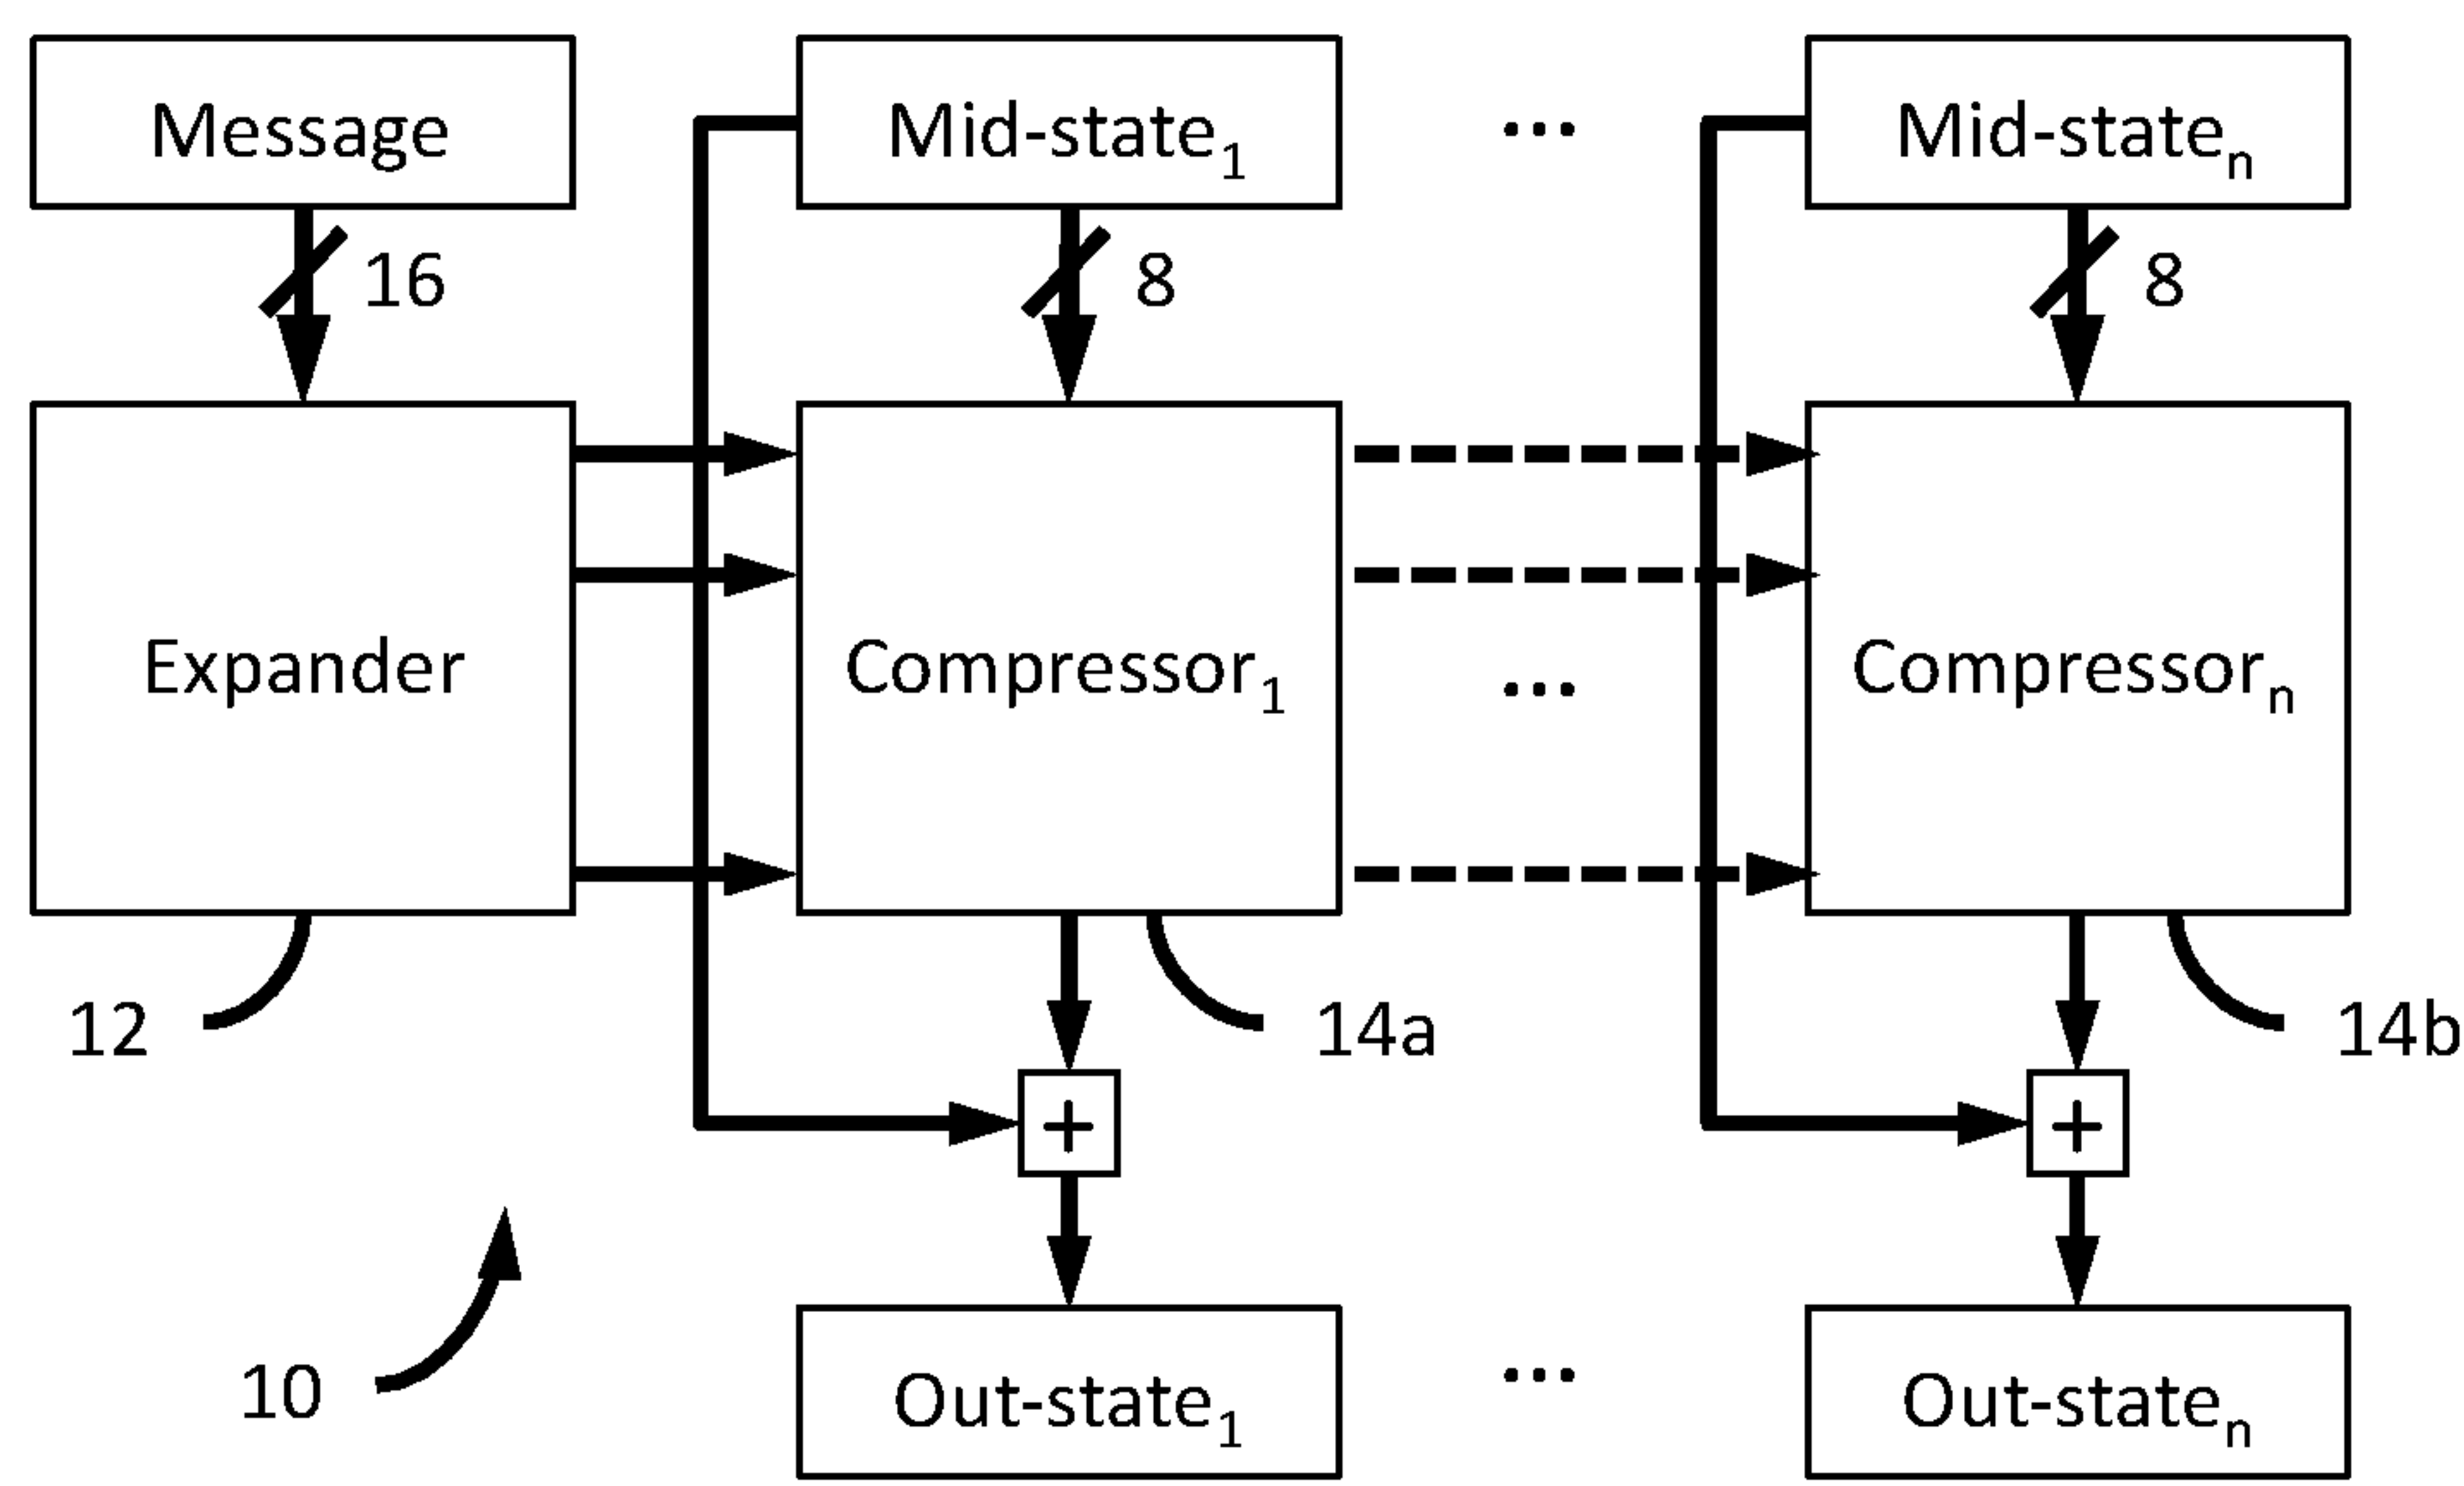 Message
Mid-state1
...
Mid-staten
16
8
8
Expander
Compressor1
...
Compressorn
12
14a
14b
+
+
10
Out-state1
...
Out-staten